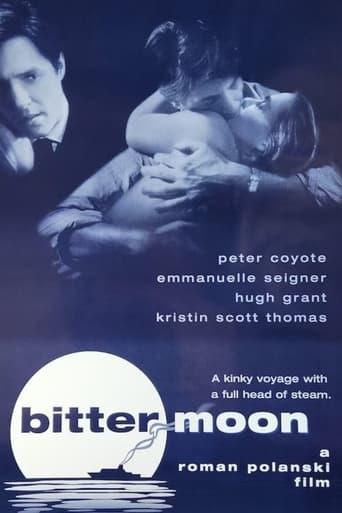 peter coyote
emmanuelle seigner
hugh grant
kristin scott thomas
A kinky voyage with
a full head of steam.
bitter moon
a
roman polanski
film